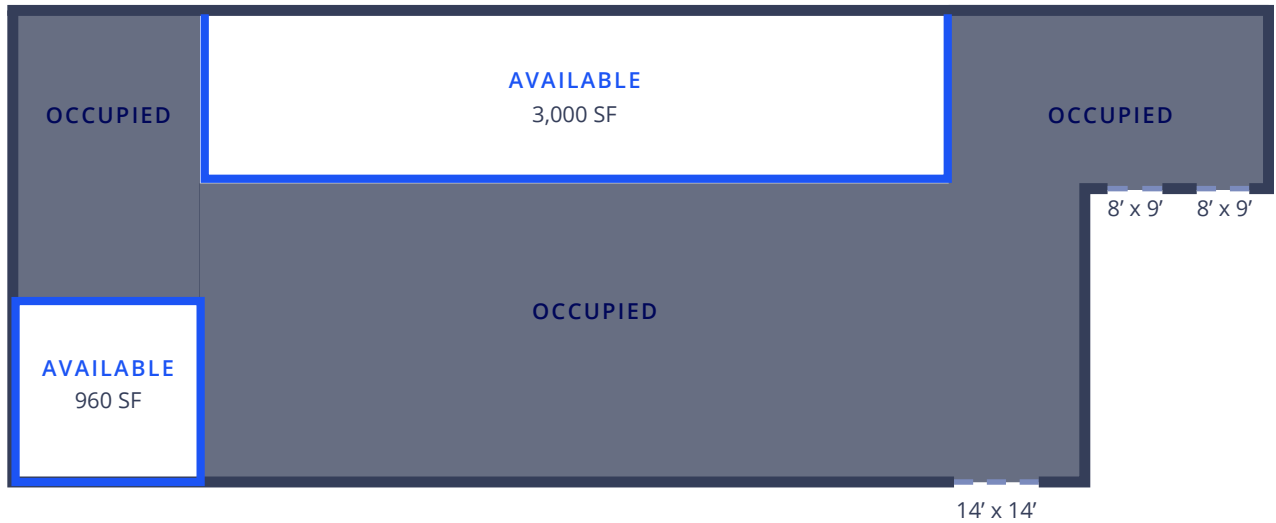 AVAILABLE
3,000 SF
OCCUPIED
OCCUPIED
8’ x 9’
8’ x 9’
OCCUPIED
AVAILABLE
960 SF
14’ x 14’